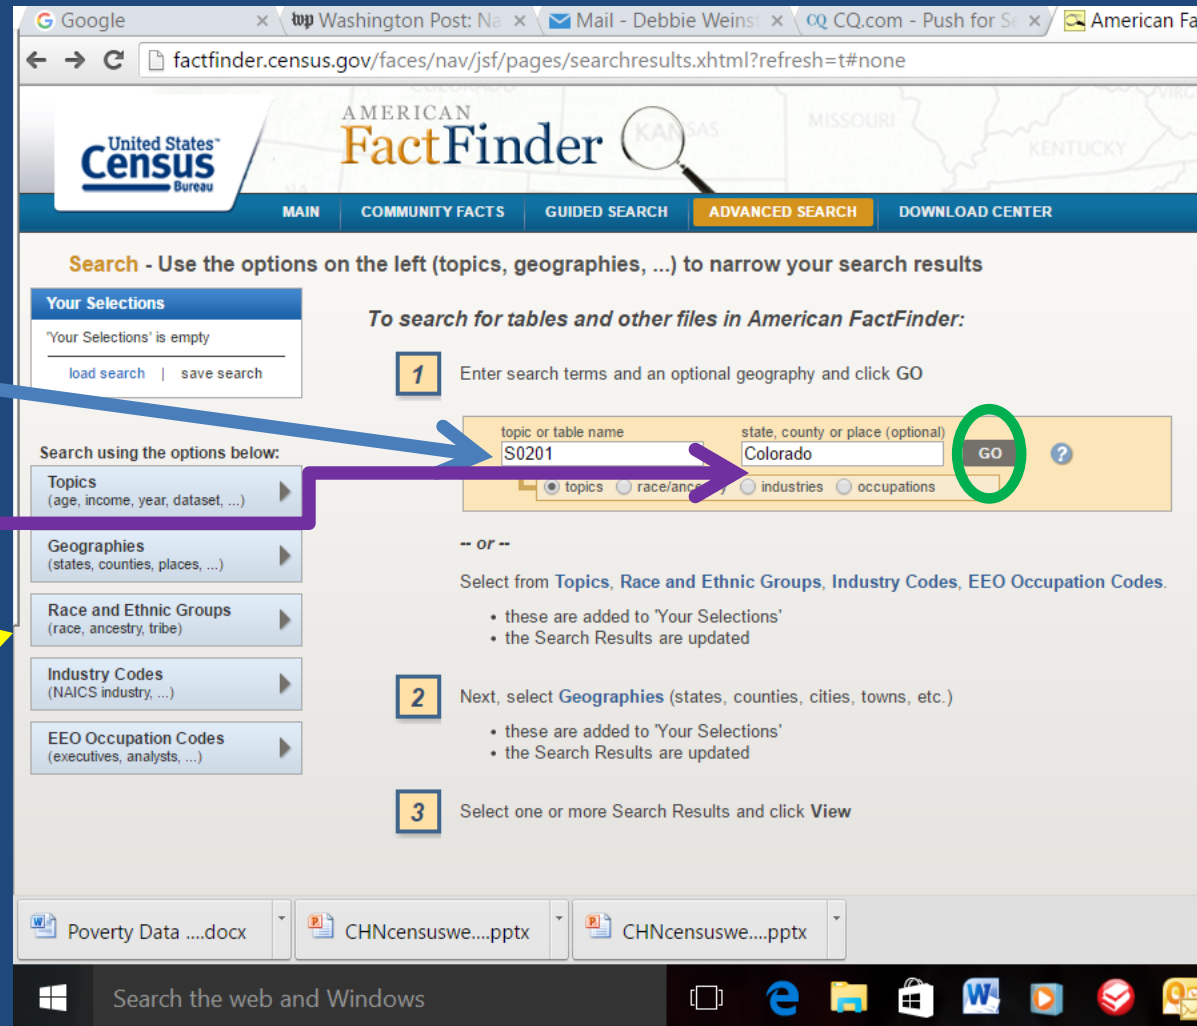 Google × Washington Post: Na × Mail - Debbie Weinst × CQ CQ.com - Push for Se × American Fa
factfinder.census.gov/faces/nav/jsf/pages/searchresults.xhtml?refresh=t#none
United States™
Census
Bureau
AMERICAN
FactFinder
KANSAS
MISSOURI
KENTUCKY
MAIN COMMUNITY FACTS GUIDED SEARCH ADVANCED SEARCH DOWNLOAD CENTER
Search - Use the options on the left (topics, geographies, ...) to narrow your search results
Your Selections
'Your Selections' is empty
load search | save search
Search using the options below:
Topics
(age, income, year, dataset, ...)
Geographies
(states, counties, places, ...)
Race and Ethnic Groups
(race, ancestry, tribe)
Industry Codes
(NAICS industry, ...)
EEO Occupation Codes
(executives, analysts, ...)
To search for tables and other files in American FactFinder:
1 Enter search terms and an optional geography and click GO
topic or table name state, county or place (optional)
S0201 Colorado GO ?
topics race/ancestry industries occupations
-- or --
Select from Topics, Race and Ethnic Groups, Industry Codes, EEO Occupation Codes.
• these are added to 'Your Selections'
• the Search Results are updated
2 Next, select Geographies (states, counties, cities, towns, etc.)
• these are added to 'Your Selections'
• the Search Results are updated
3 Select one or more Search Results and click View
Poverty Data ....docx CHNcensuswe....pptx CHNcensuswe....pptx
Search the web and Windows